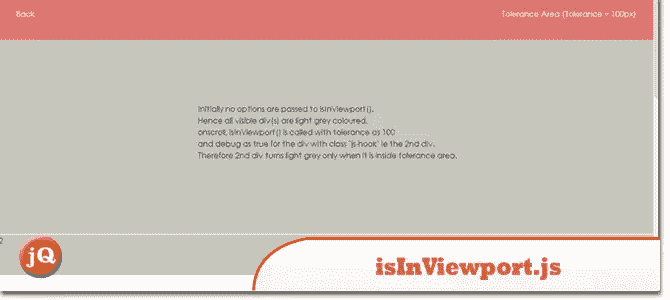 Back
Tolerance Area (Tolerance = 100px)
Initially no options are passed to isInViewport().
Hence all visible div(s) are light grey coloured.
onscroll, isInViewport() is called with tolerance as 100
and debug as true for the div with class 'js-hook' ie the 2nd div.
Therefore 2nd div turns light grey only when it is inside tolerance area.
2
jQ
isInViewport.js